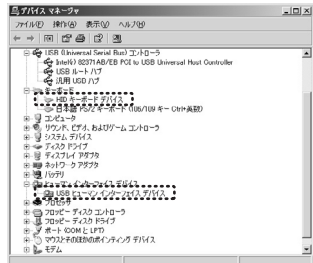 デバイス マネージャ
ファイル(F) 操作(A) 表示(V) ヘルプ(H)
USB (Universal Serial Bus) コントローラ
Intel(r) 82371AB/EB PCI to USB Universal Host Controller
USB ルート ハブ
汎用 USB ハブ
キーボード
HID キーボード デバイス
日本語 PS/2 キーボード (106/109 キー Ctrl+英数)
コンピュータ
サウンド、ビデオ、およびゲーム コントローラ
システム デバイス
ディスク ドライブ
ディスプレイ アダプタ
ネットワーク アダプタ
バッテリ
ヒューマン インターフェイス デバイス
USB ヒューマン インターフェイス デバイス
プロセッサ
フロッピー ディスク コントローラ
フロッピー ディスク ドライブ
ポート (COM と LPT)
マウスとそのほかのポインティング デバイス
モデム